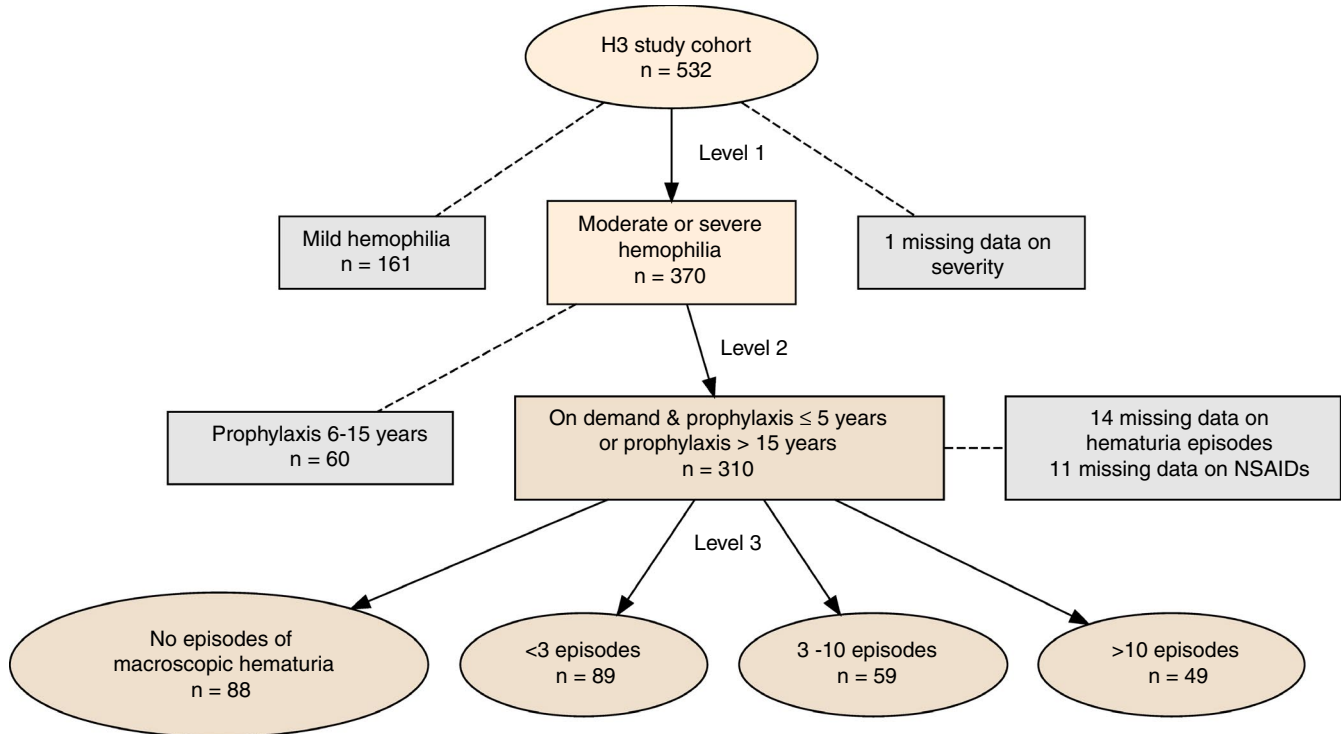 H3 study cohort
n = 532
Level 1
Mild hemophilia
n = 161
Moderate or severe
hemophilia
n = 370
1 missing data on
severity
Level 2
Prophylaxis 6-15 years
n = 60
On demand & prophylaxis ≤ 5 years
or prophylaxis > 15 years
n = 310
14 missing data on
hematuria episodes
11 missing data on NSAIDs
Level 3
No episodes of
macroscopic hematuria
n = 88
<3 episodes
n = 89
3 -10 episodes
n = 59
>10 episodes
n = 49